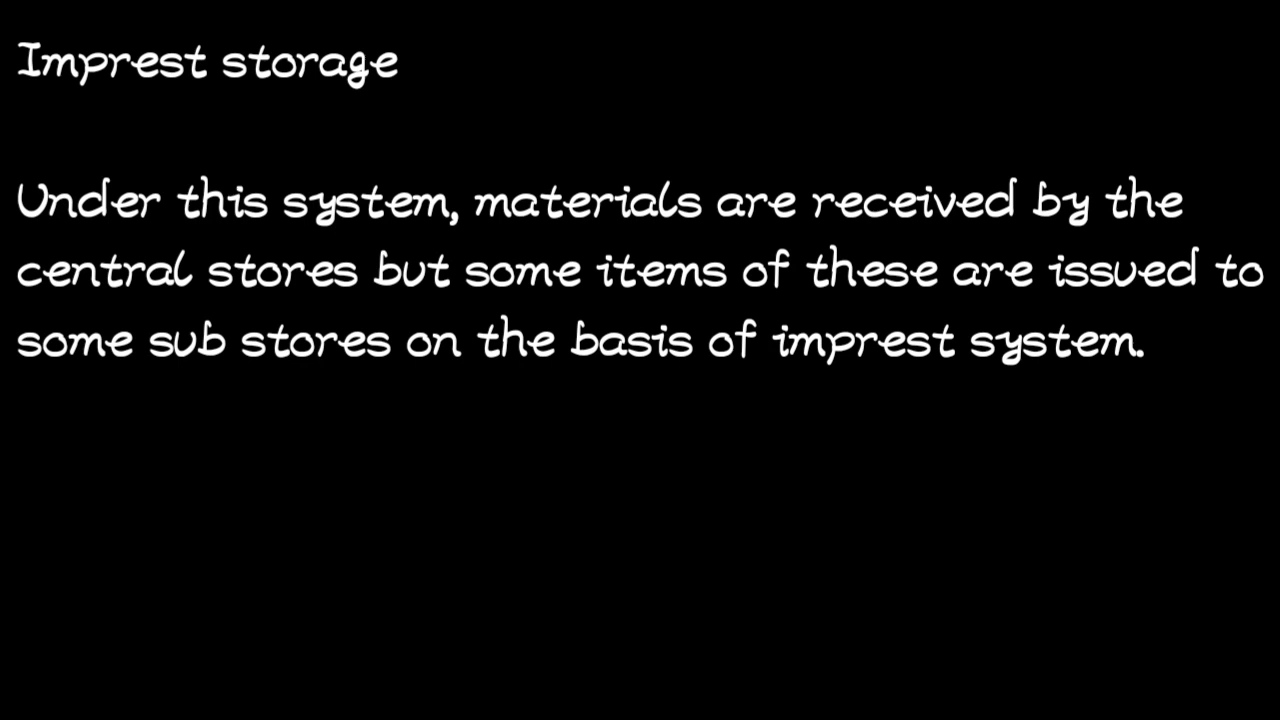 Imprest storage
Under this system, materials are received by the
central stores but some items of these are issued to
some sub stores on the basis of imprest system.